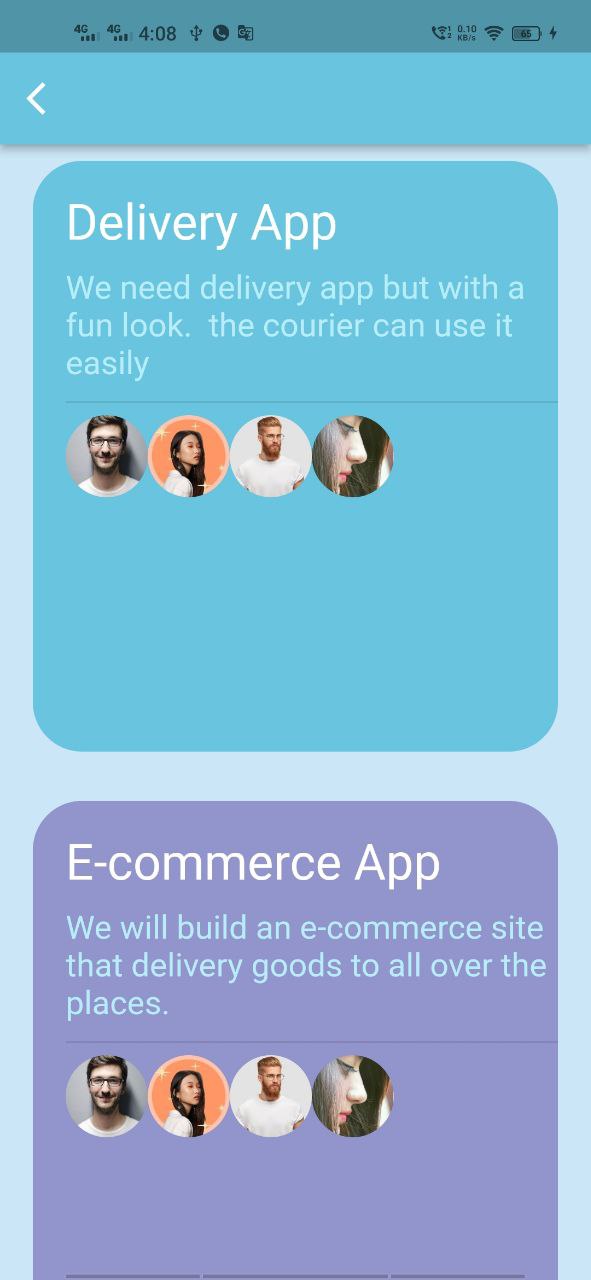 4G 4G 4:08 0.10 KB/s 65
Delivery App
We need delivery app but with a
fun look.  the courier can use it
easily
E-commerce App
We will build an e-commerce site
that delivery goods to all over the
places.